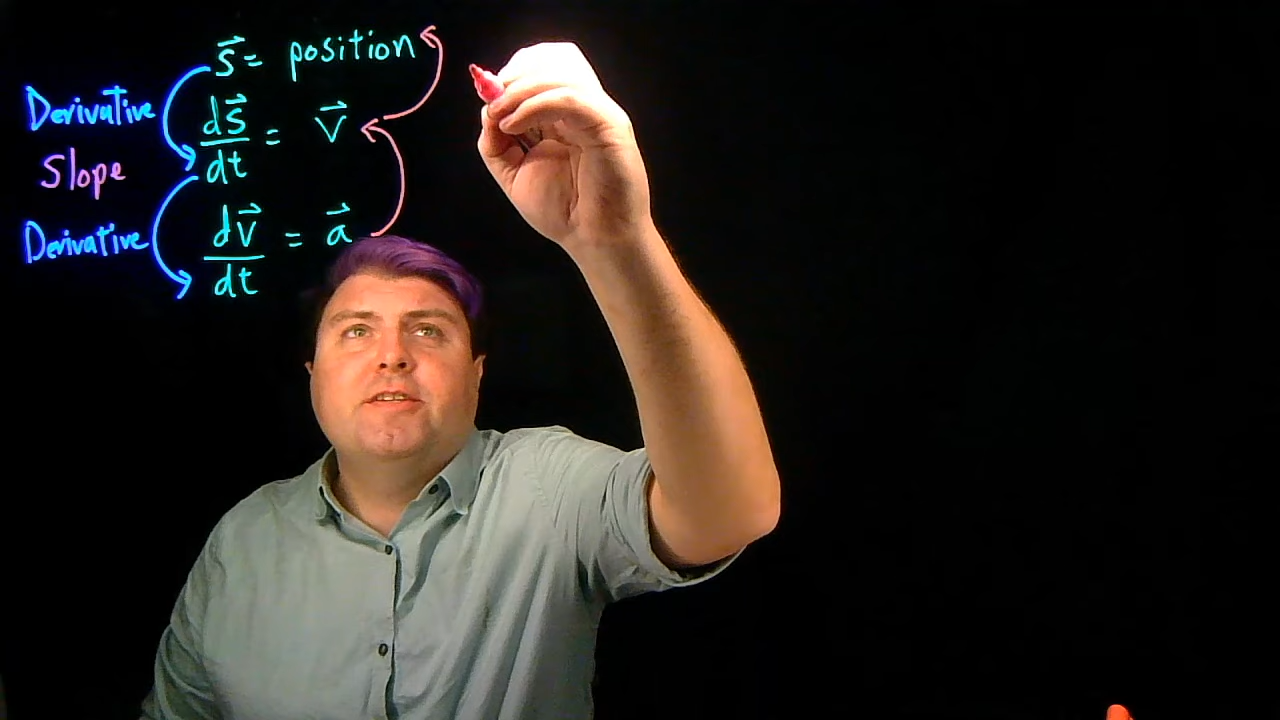 s⃗ = position
Derivative
ds⃗/dt = v⃗
Slope
Derivative
dv⃗/dt = a⃗